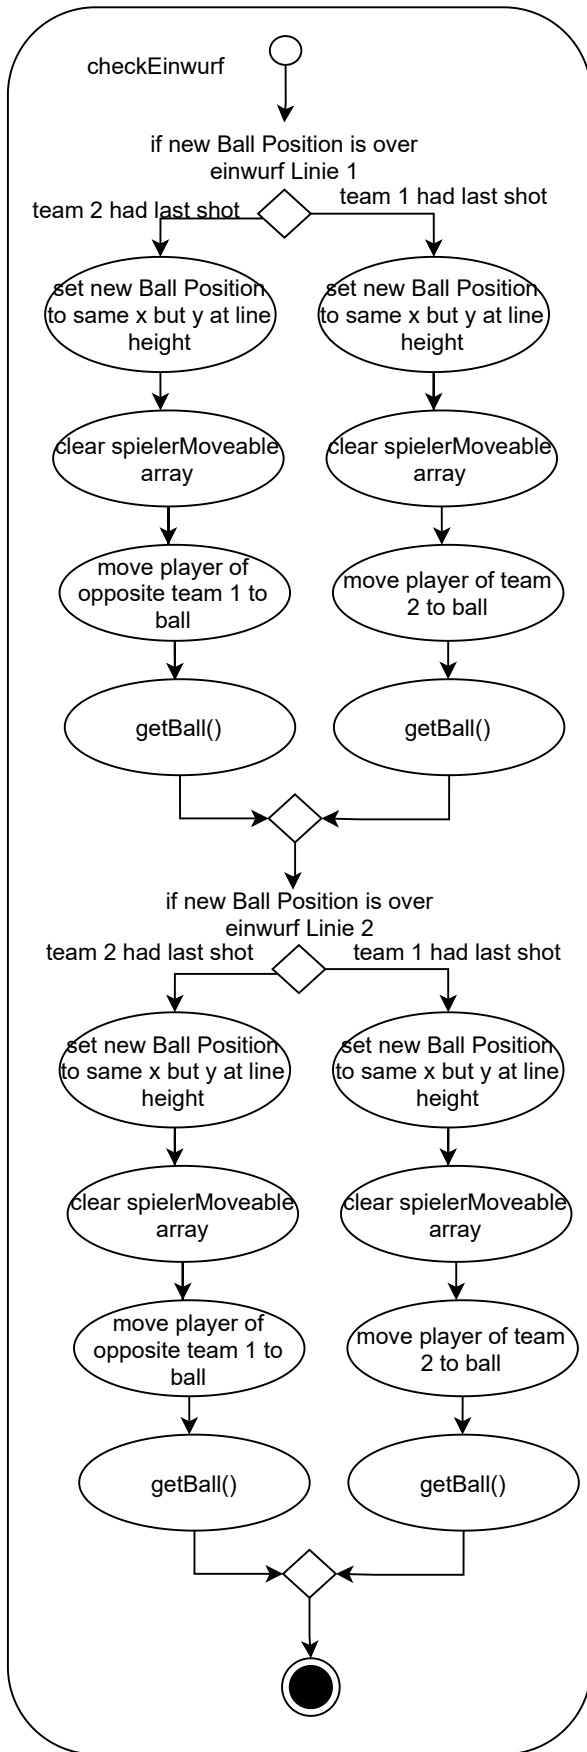 checkEinwurf
if new Ball Position is over
einwurf Linie 1
team 2 had last shot
team 1 had last shot
set new Ball Position
to same x but y at line
height
set new Ball Position
to same x but y at line
height
clear spielerMoveable
array
clear spielerMoveable
array
move player of
opposite team 1 to
ball
move player of team
2 to ball
getBall()
getBall()
if new Ball Position is over
einwurf Linie 2
team 2 had last shot
team 1 had last shot
set new Ball Position
to same x but y at line
height
set new Ball Position
to same x but y at line
height
clear spielerMoveable
array
clear spielerMoveable
array
move player of
opposite team 1 to
ball
move player of team
2 to ball
getBall()
getBall()